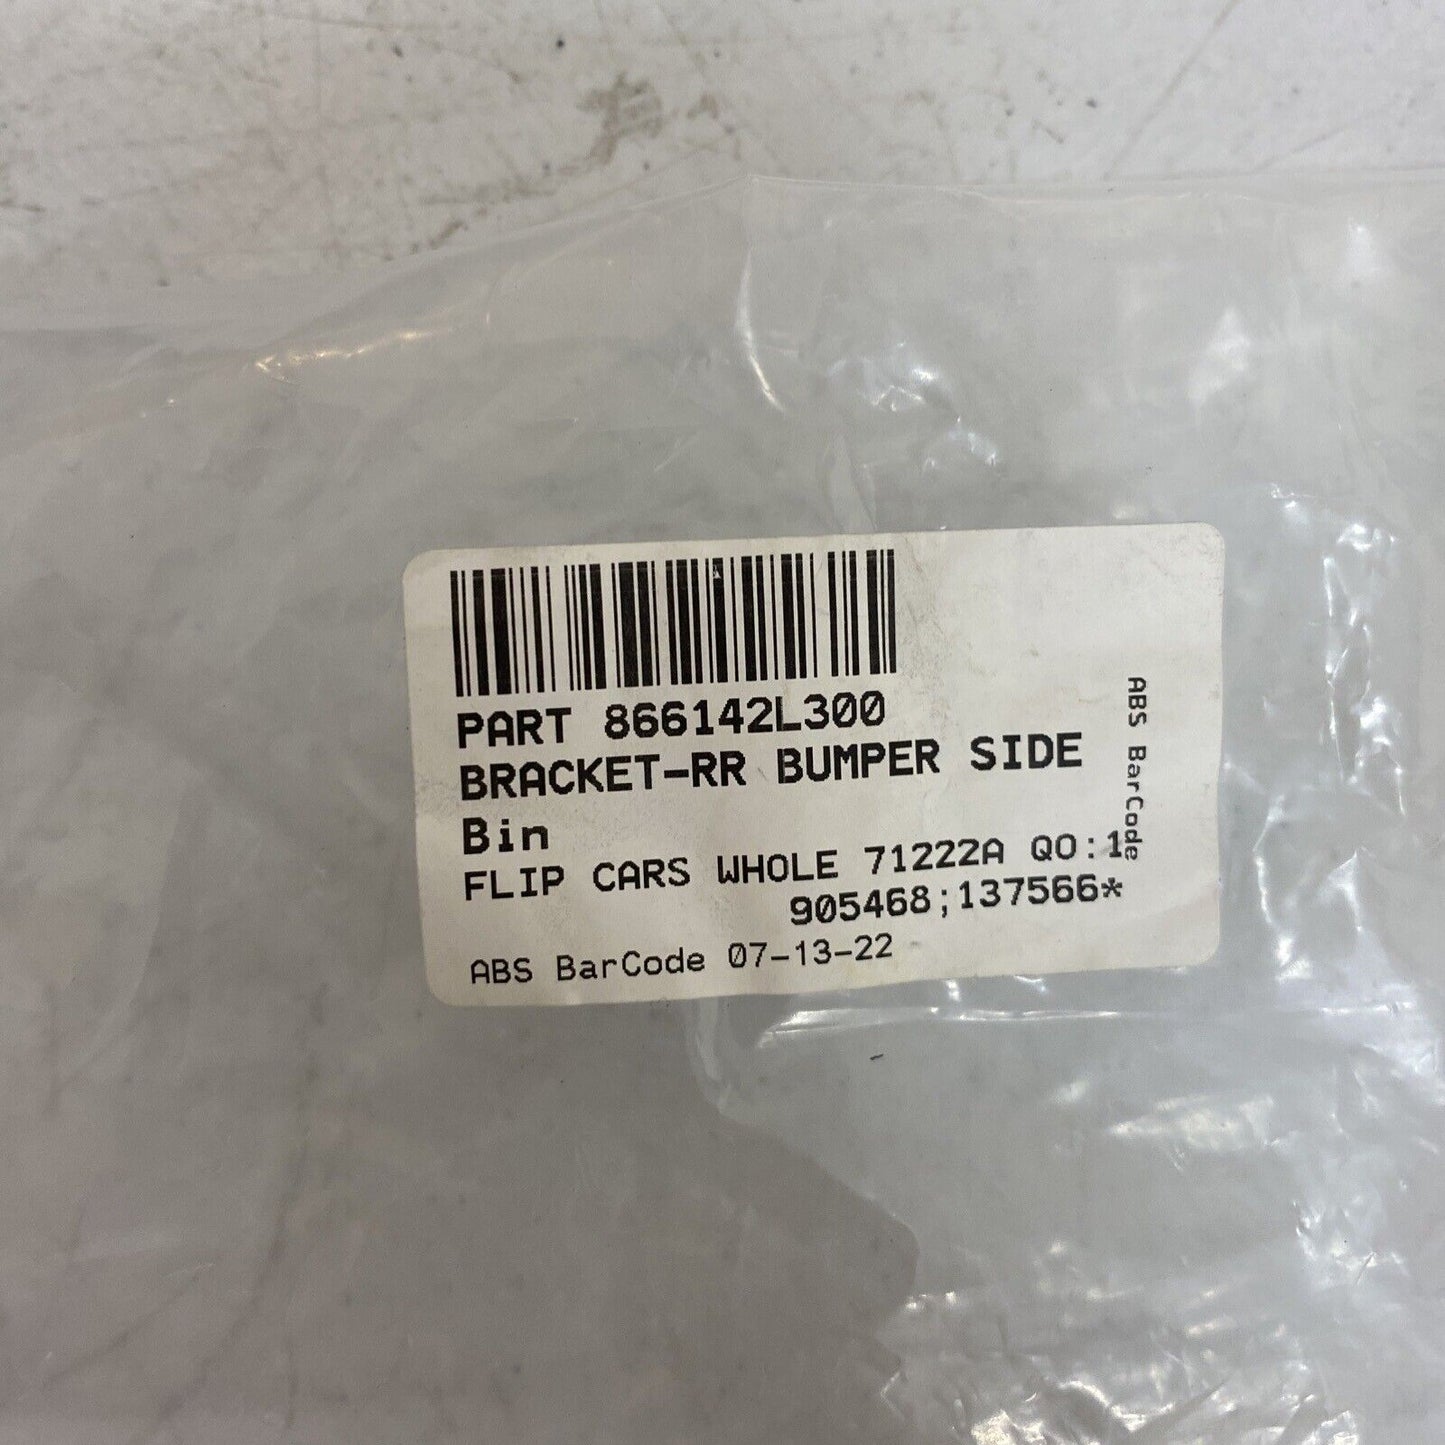 PART 866142L300
BRACKET-RR BUMPER SIDE
Bin
FLIP CARS WHOLE 71222A QO:1
905468;137566*
ABS BarCode 07-13-22
ABS BarCode